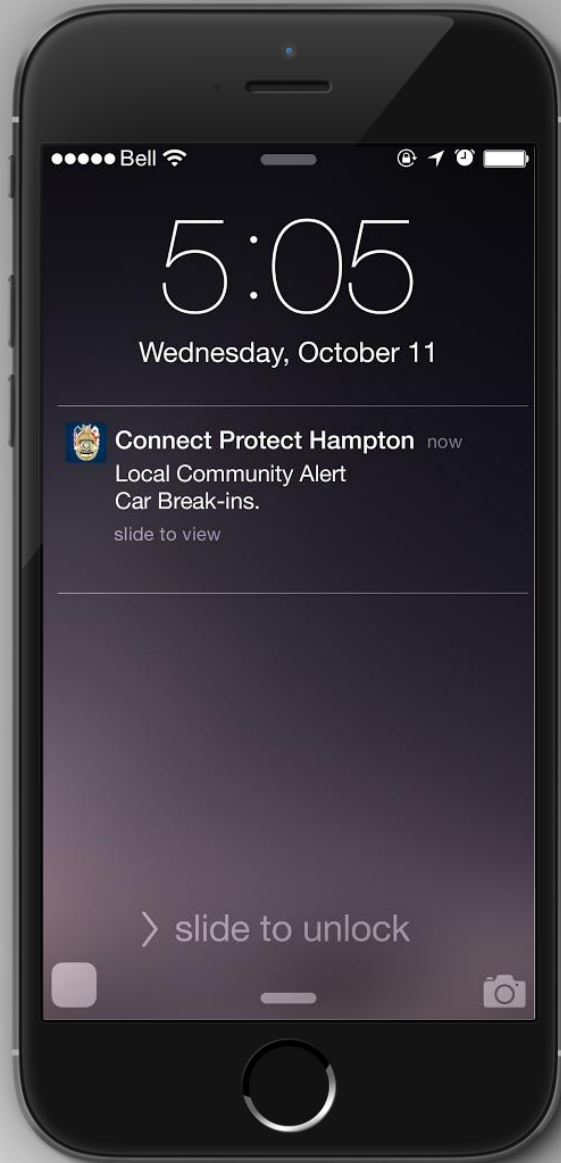 Bell
5:05
Wednesday, October 11
Connect Protect Hampton now
Local Community Alert
Car Break-ins.
slide to view
> slide to unlock